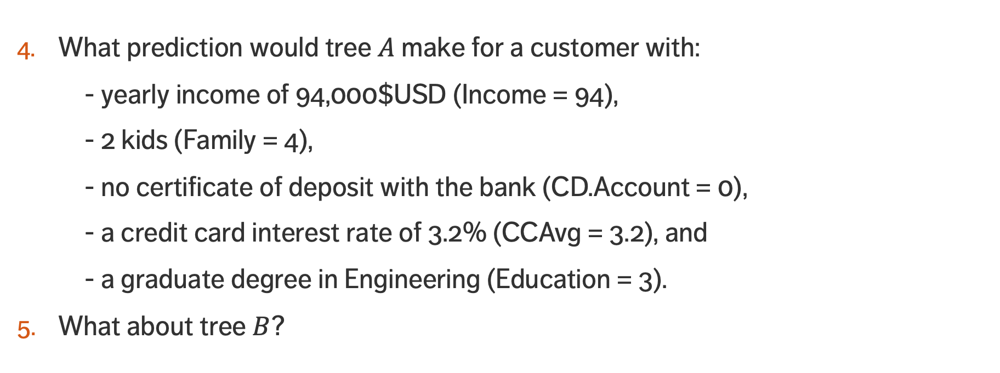 4. What prediction would tree A make for a customer with:
- yearly income of 94,000$USD (Income = 94),
- 2 kids (Family = 4),
- no certificate of deposit with the bank (CD.Account = 0),
- a credit card interest rate of 3.2% (CCAvg = 3.2), and
- a graduate degree in Engineering (Education = 3).
5. What about tree B?